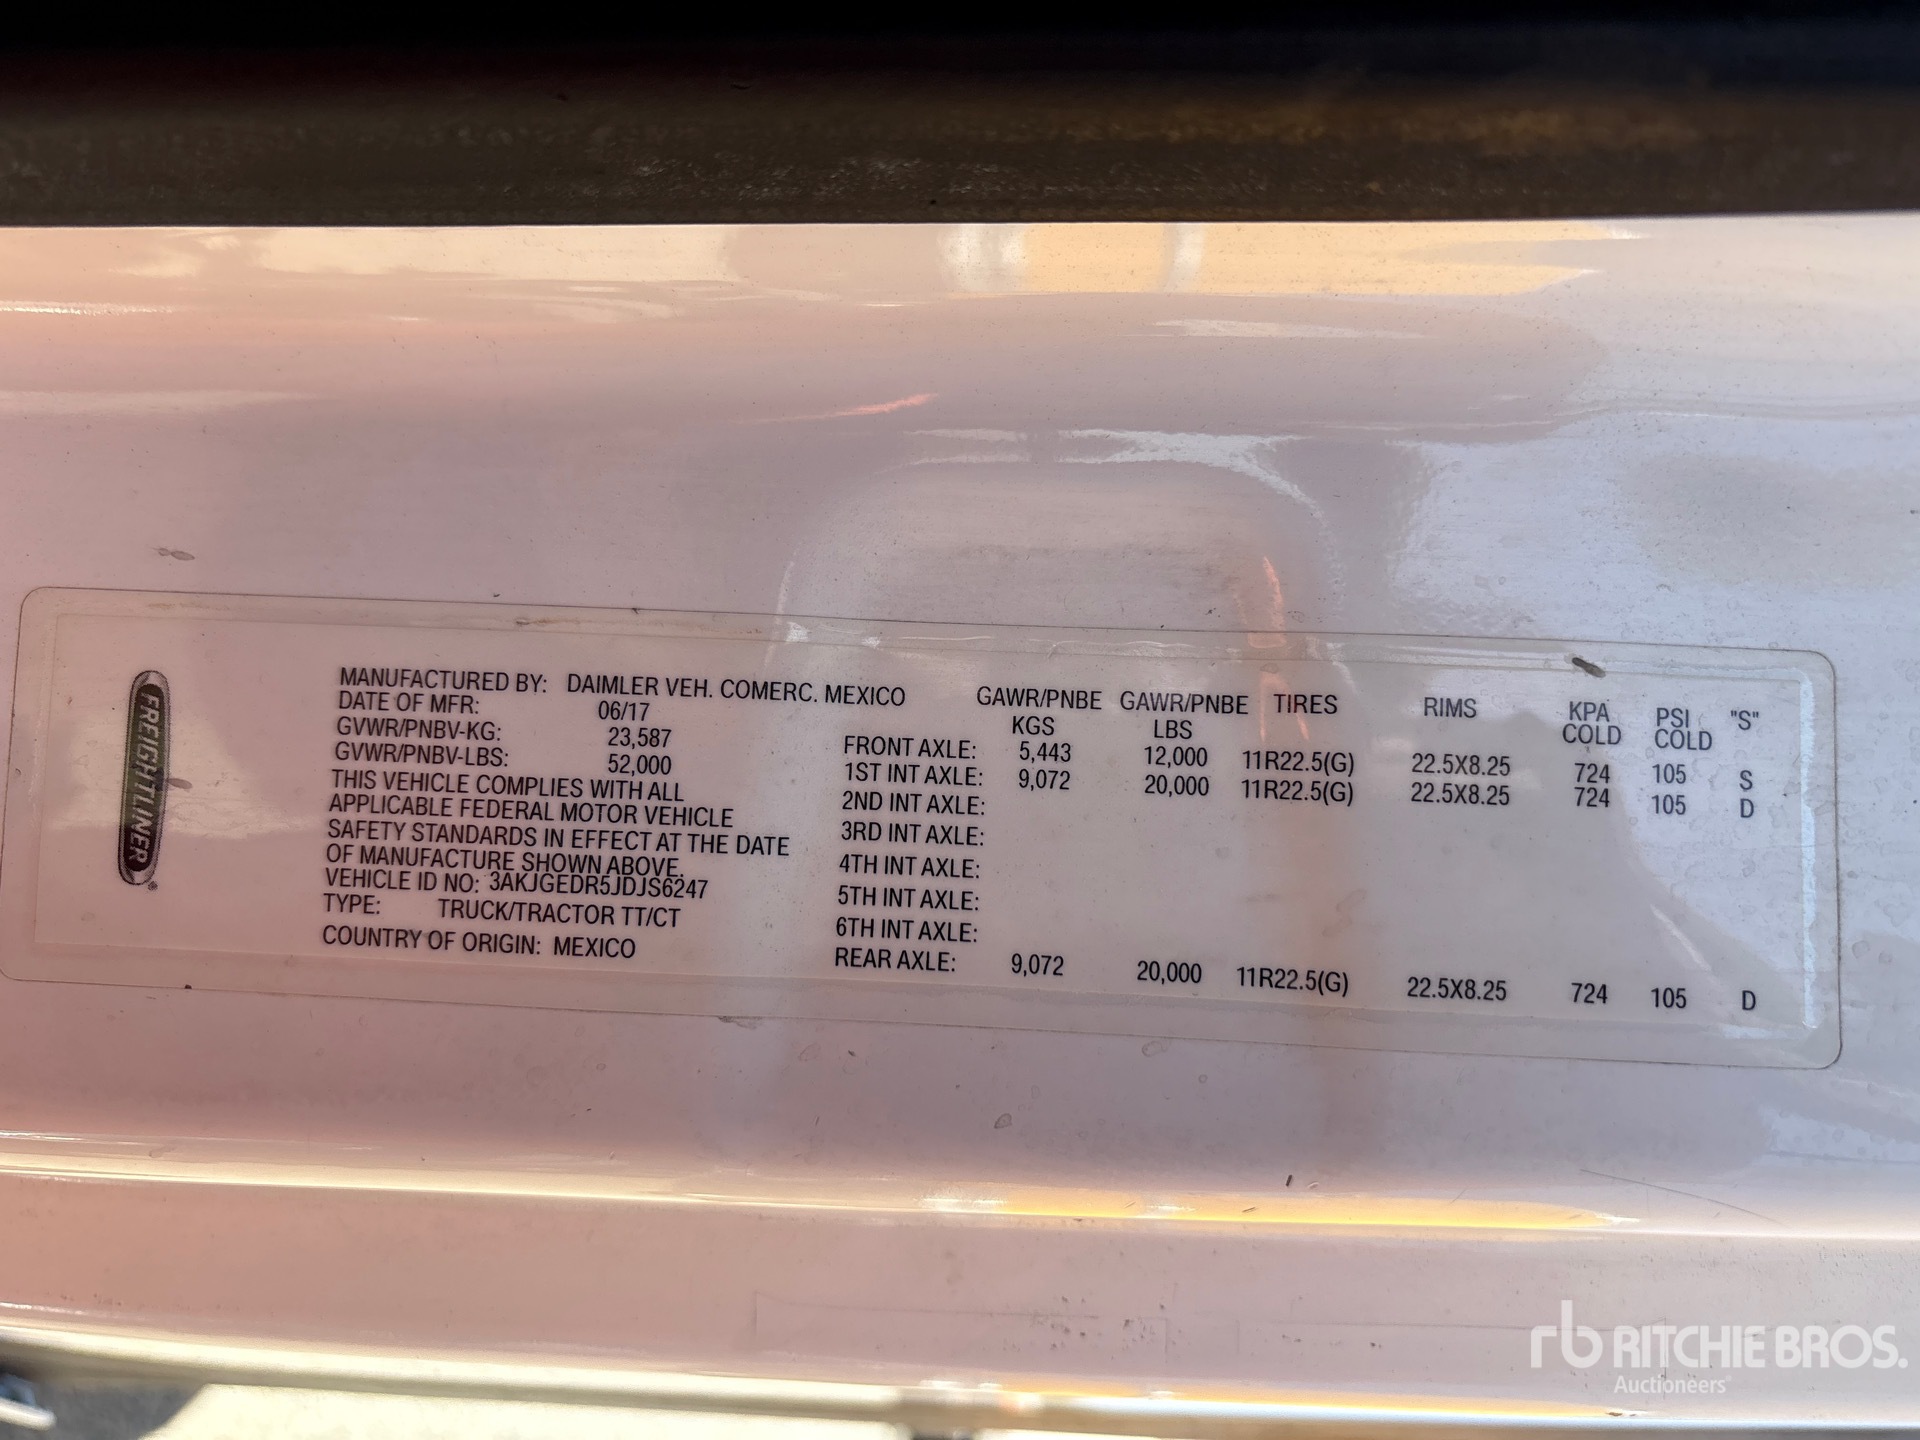 FREIGHTLINER®
MANUFACTURED BY: DAIMLER VEH. COMERC. MEXICO
DATE OF MFR: 06/17
GVWR/PNBV-KG: 23,587
GVWR/PNBV-LBS: 52,000
THIS VEHICLE COMPLIES WITH ALL
APPLICABLE FEDERAL MOTOR VEHICLE
SAFETY STANDARDS IN EFFECT AT THE DATE
OF MANUFACTURE SHOWN ABOVE.
VEHICLE ID NO: 3AKJGEDR5JDJS6247
TYPE: TRUCK/TRACTOR TT/CT
COUNTRY OF ORIGIN: MEXICO
GAWR/PNBE GAWR/PNBE TIRES RIMS KPA PSI "S"
KGS LBS COLD COLD
FRONT AXLE: 5,443 12,000 11R22.5(G) 22.5X8.25 724 105 S
1ST INT AXLE: 9,072 20,000 11R22.5(G) 22.5X8.25 724 105 D
2ND INT AXLE:
3RD INT AXLE:
4TH INT AXLE:
5TH INT AXLE:
6TH INT AXLE:
REAR AXLE: 9,072 20,000 11R22.5(G) 22.5X8.25 724 105 D
rb RITCHIE BROS.
Auctioneers